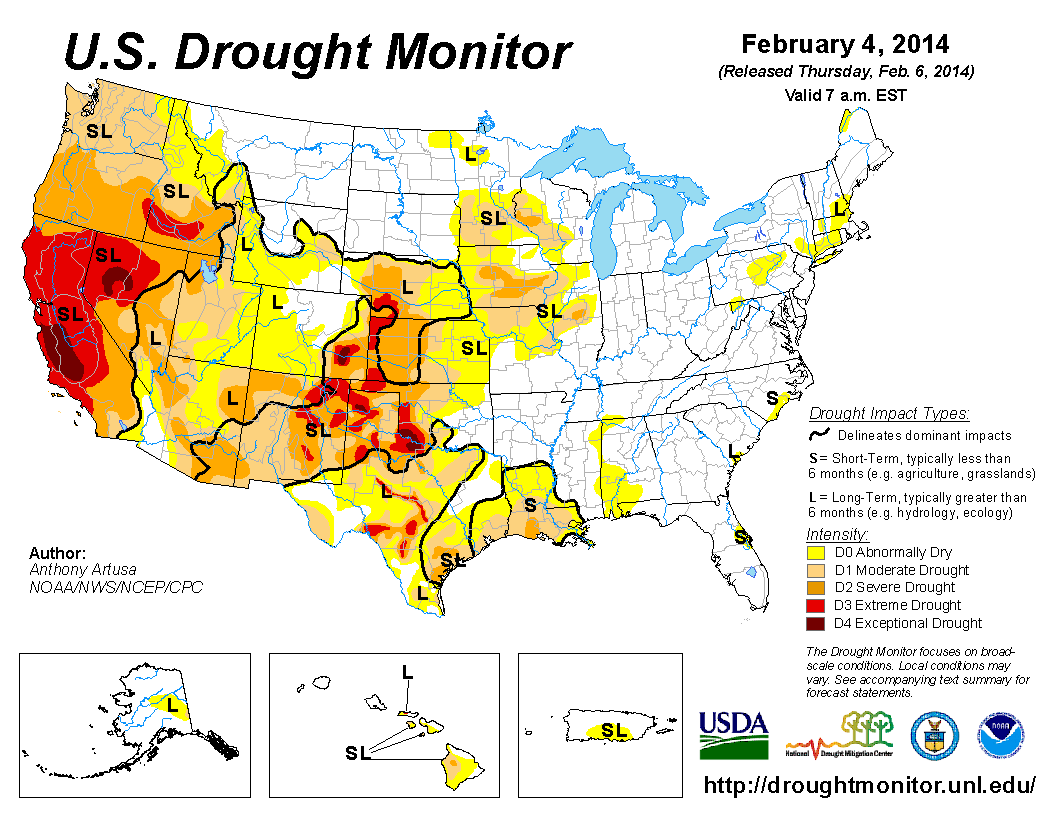 U.S. Drought Monitor
February 4, 2014
(Released Thursday, Feb. 6, 2014)
Valid 7 a.m. EST
SL
L
SL
L
SL
L
SL
L
L
SL
L
SL
SL
L
SL
L
S
SL
L
L
S
L
S
SL
L
Drought Impact Types:
Delineates dominant impacts
S = Short-Term, typically less than
6 months (e.g. agriculture, grasslands)
L = Long-Term, typically greater than
6 months (e.g. hydrology, ecology)
Intensity:
D0 Abnormally Dry
D1 Moderate Drought
D2 Severe Drought
D3 Extreme Drought
D4 Exceptional Drought
Author:
Anthony Artusa
NOAA/NWS/NCEP/CPC
The Drought Monitor focuses on broad-
scale conditions. Local conditions may
vary. See accompanying text summary for
forecast statements.
L
L
SL
SL
USDA
National Drought Mitigation Center
NOAA
http://droughtmonitor.unl.edu/